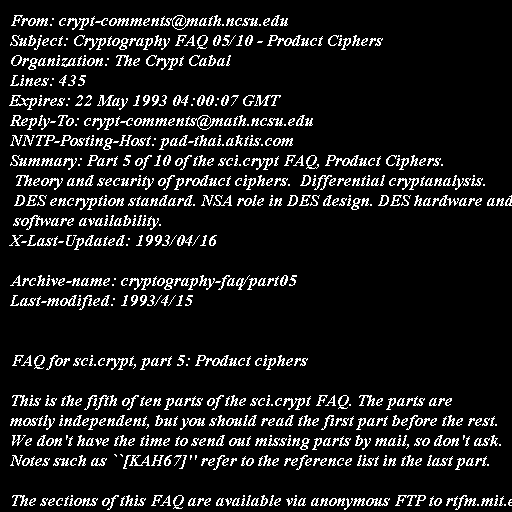 From: crypt-comments@math.ncsu.edu
Subject: Cryptography FAQ 05/10 - Product Ciphers
Organization: The Crypt Cabal
Lines: 435
Expires: 22 May 1993 04:00:07 GMT
Reply-To: crypt-comments@math.ncsu.edu
NNTP-Posting-Host: pad-thai.aktis.com
Summary: Part 5 of 10 of the sci.crypt FAQ, Product Ciphers.
Theory and security of product ciphers.  Differential cryptanalysis.
DES encryption standard. NSA role in DES design. DES hardware and
software availability.
X-Last-Updated: 1993/04/16
Archive-name: cryptography-faq/part05
Last-modified: 1993/4/15
FAQ for sci.crypt, part 5: Product ciphers
This is the fifth of ten parts of the sci.crypt FAQ. The parts are
mostly independent, but you should read the first part before the rest.
We don't have the time to send out missing parts by mail, so don't ask.
Notes such as ``[KAH67]'' refer to the reference list in the last part.
The sections of this FAQ are available via anonymous FTP to rtfm.mit.e